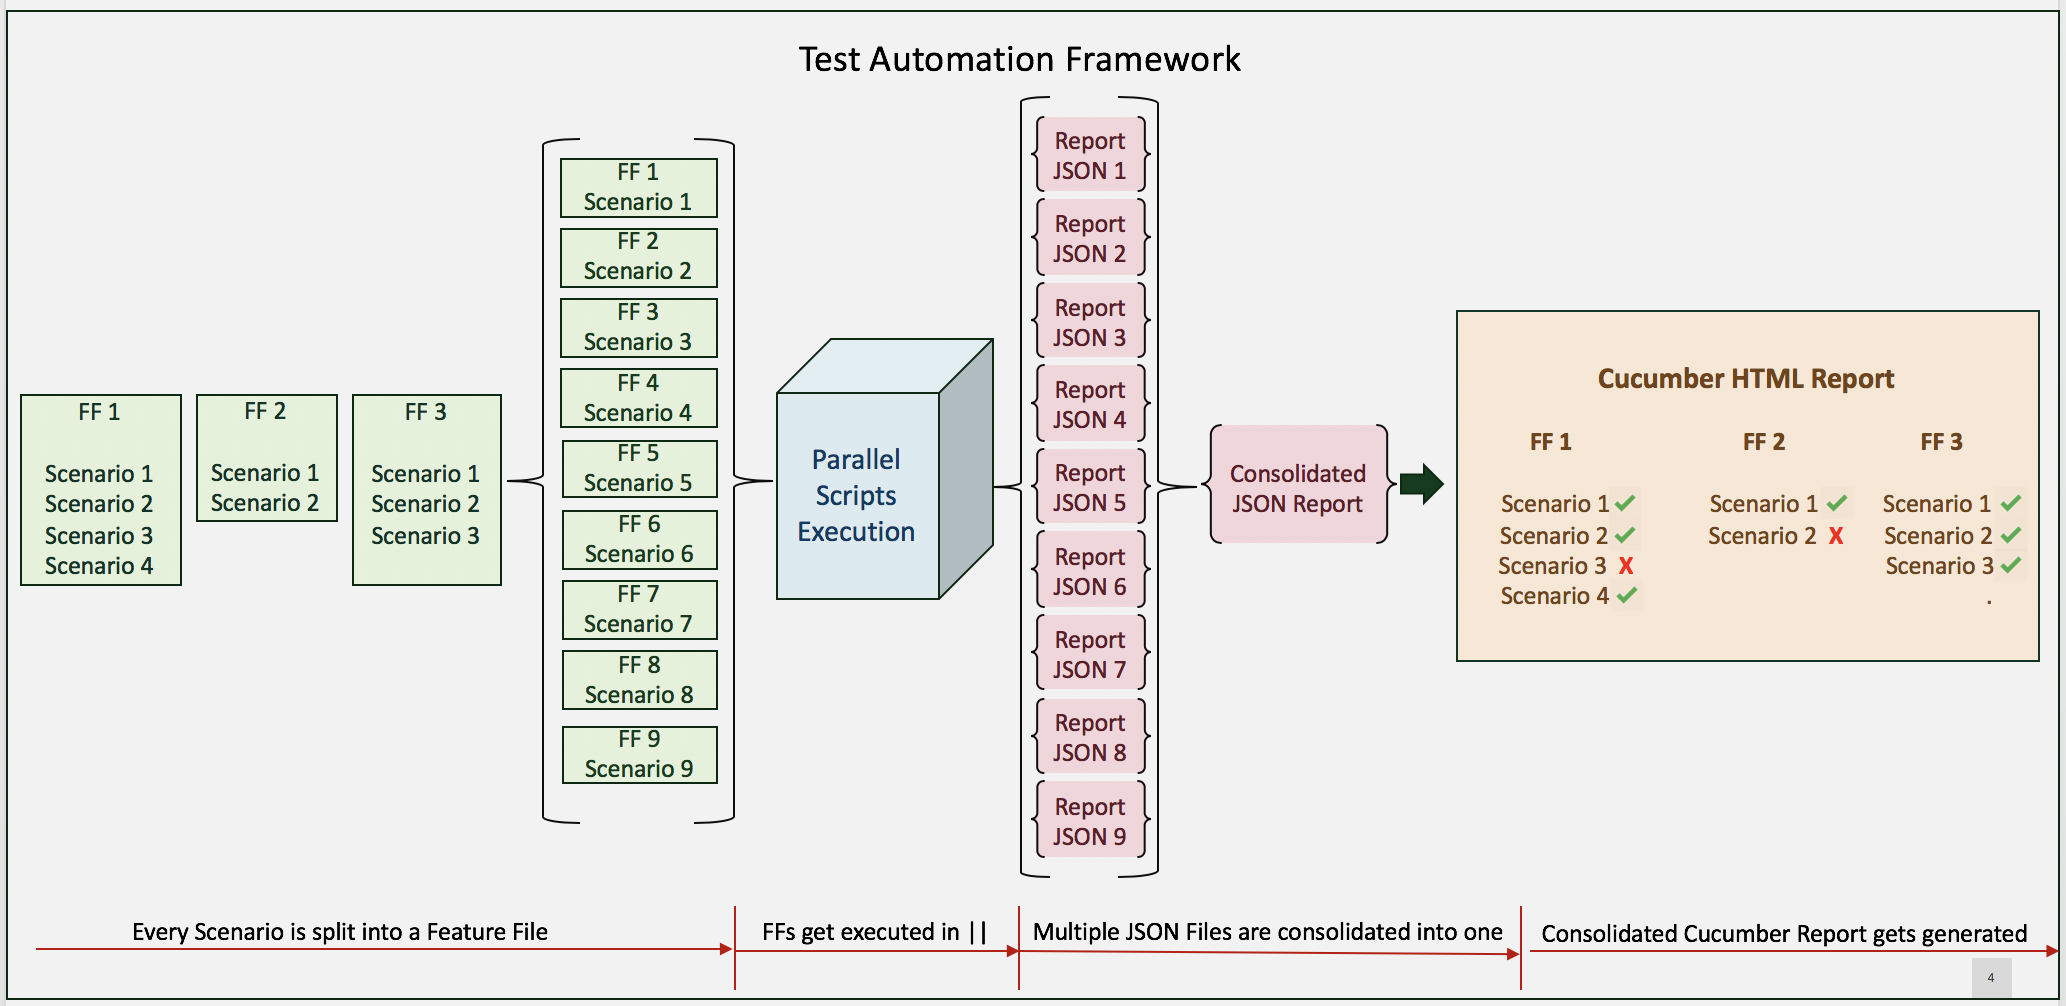 Test Automation Framework
FF 1
Scenario 1
Scenario 2
Scenario 3
Scenario 4
FF 2
Scenario 1
Scenario 2
FF 3
Scenario 1
Scenario 2
Scenario 3
FF 1
Scenario 1
FF 2
Scenario 2
FF 3
Scenario 3
FF 4
Scenario 4
FF 5
Scenario 5
FF 6
Scenario 6
FF 7
Scenario 7
FF 8
Scenario 8
FF 9
Scenario 9
Parallel
Scripts
Execution
Report
JSON 1
Report
JSON 2
Report
JSON 3
Report
JSON 4
Report
JSON 5
Report
JSON 6
Report
JSON 7
Report
JSON 8
Report
JSON 9
Consolidated
JSON Report
Cucumber HTML Report
FF 1
Scenario 1
Scenario 2
Scenario 3 X
Scenario 4
FF 2
Scenario 1
Scenario 2 X
FF 3
Scenario 1
Scenario 2
Scenario 3
.
Every Scenario is split into a Feature File
FFs get executed in ||
Multiple JSON Files are consolidated into one
Consolidated Cucumber Report gets generated
4